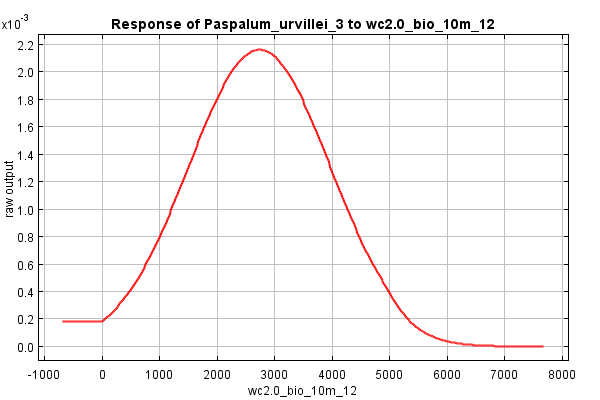 x10⁻³
Response of Paspalum_urvillei_3 to wc2.0_bio_10m_12
2.2
2.0
1.8
1.6
1.4
1.2
1.0
0.8
0.6
0.4
0.2
0.0
raw output
-1000 0 1000 2000 3000 4000 5000 6000 7000 8000
wc2.0_bio_10m_12